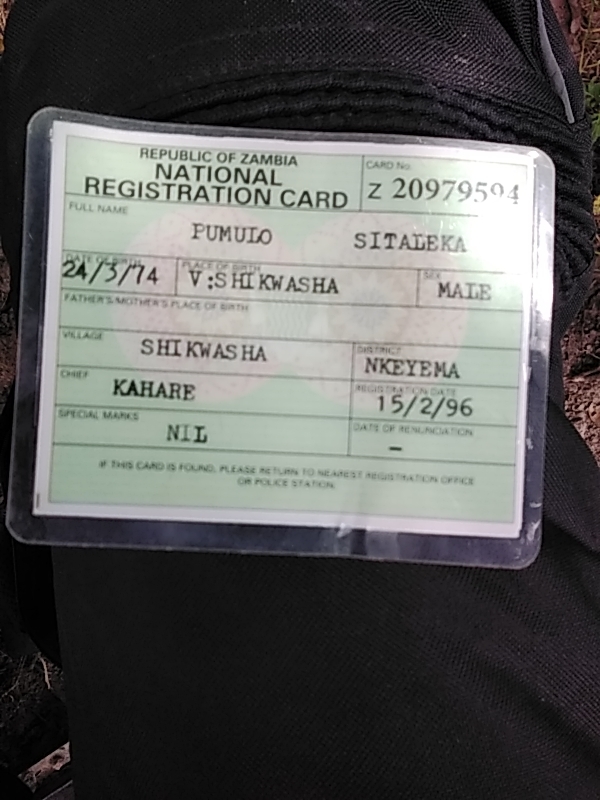 REPUBLIC OF ZAMBIA
NATIONAL
REGISTRATION CARD
CARD No.
Z 20979594
FULL NAME
PUMULO SITALEKA
DATE OF BIRTH
24/3/74
PLACE OF BIRTH
V:SHIKWASHA
SEX
MALE
FATHER'S/MOTHER'S PLACE OF BIRTH
VILLAGE
SHIKWASHA
DISTRICT
NKEYEMA
CHIEF
KAHARE
REGISTRATION DATE
15/2/96
SPECIAL MARKS
NIL
DATE OF RENUNCIATION
–
IF THIS CARD IS FOUND, PLEASE RETURN TO NEAREST REGISTRATION OFFICE
OR POLICE STATION.